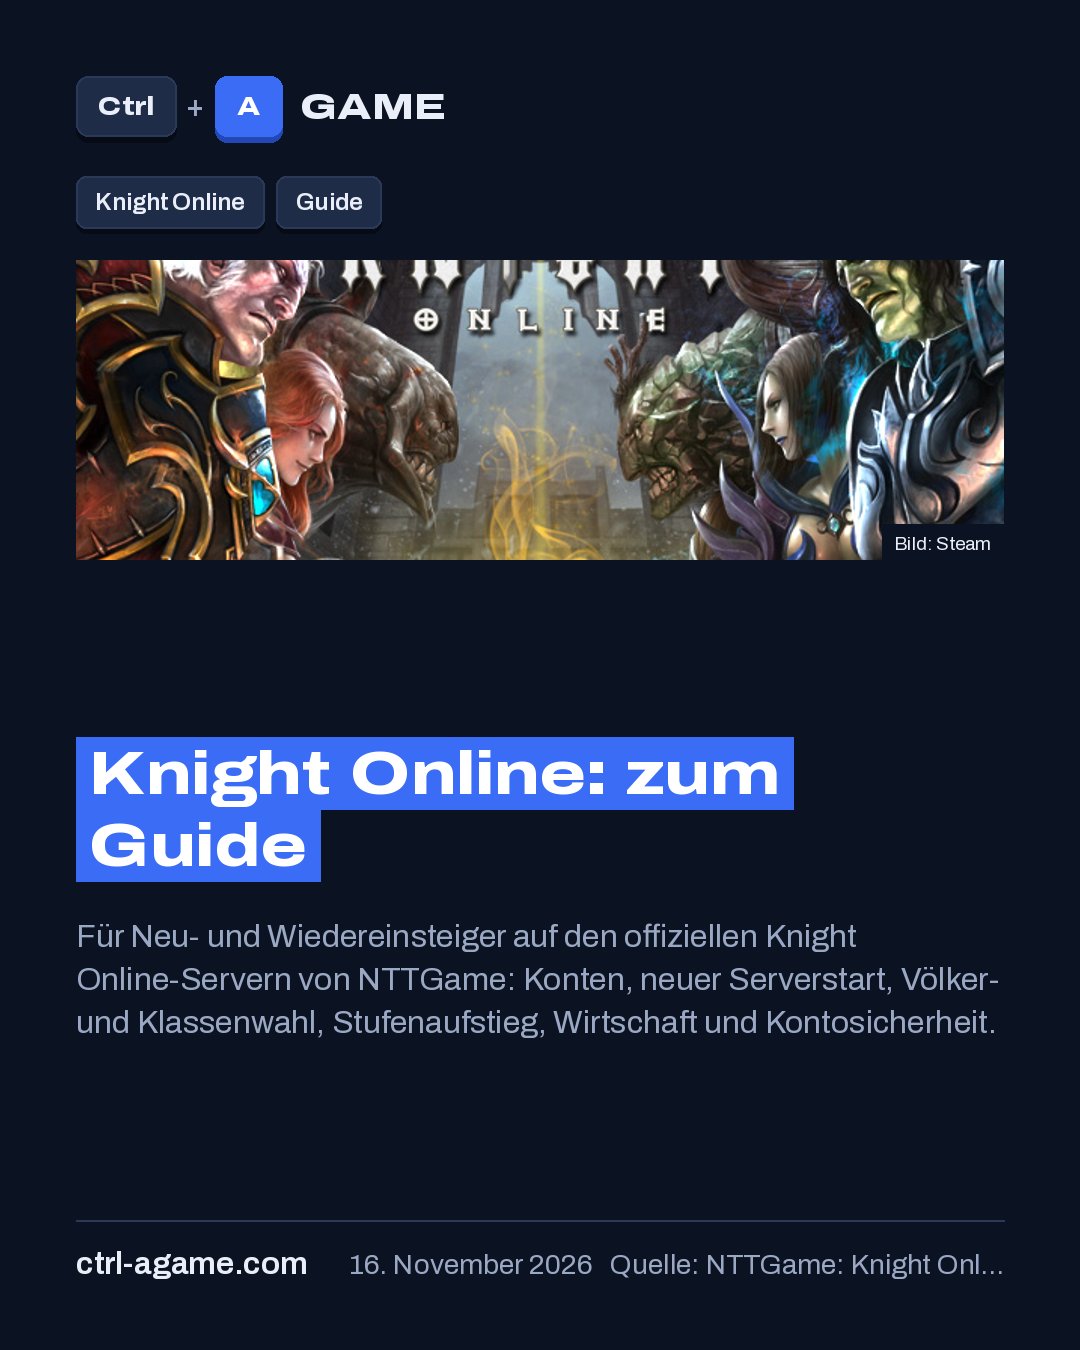 Ctrl + A GAME
Knight Online Guide
ONLINE
Bild: Steam
Knight Online: zum
Guide
Für Neu- und Wiedereinsteiger auf den offiziellen Knight
Online-Servern von NTTGame: Konten, neuer Serverstart, Völker-
und Klassenwahl, Stufenaufstieg, Wirtschaft und Kontosicherheit.
ctrl-agame.com 16. November 2026 Quelle: NTTGame: Knight Onl...